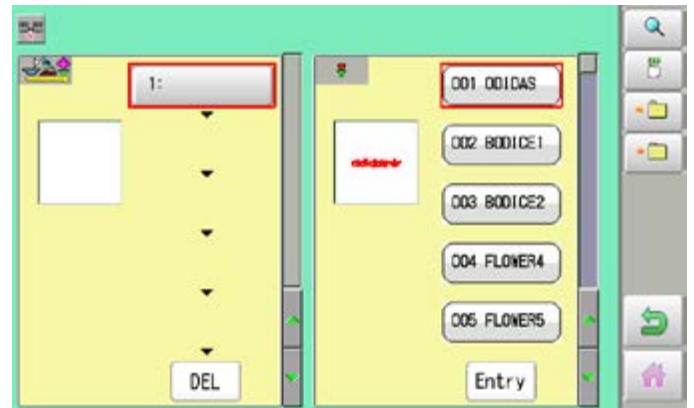 1:
DEL
001 ODIDAS
002 BODICE1
003 BODICE2
004 FLOWER4
005 FLOWER5
Entry